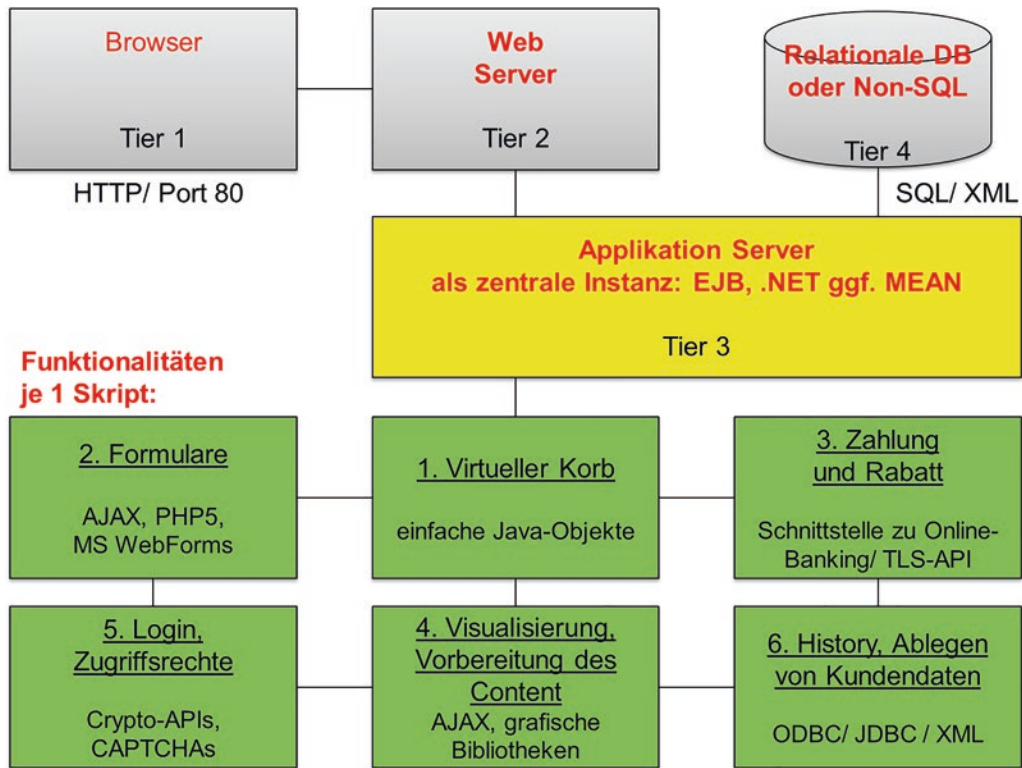 Browser
Tier 1
HTTP/ Port 80
Web
Server
Tier 2
Relationale DB
oder Non-SQL
Tier 4
SQL/ XML
Applikation Server
als zentrale Instanz: EJB, .NET ggf. MEAN
Tier 3
Funktionalitäten
je 1 Skript:
2. Formulare
AJAX, PHP5,
MS WebForms
1. Virtueller Korb
einfache Java-Objekte
3. Zahlung
und Rabatt
Schnittstelle zu Online-
Banking/ TLS-API
5. Login,
Zugriffsrechte
Crypto-APIs,
CAPTCHAs
4. Visualisierung,
Vorbereitung des
Content
AJAX, grafische
Bibliotheken
6. History, Ablegen
von Kundendaten
ODBC/ JDBC / XML